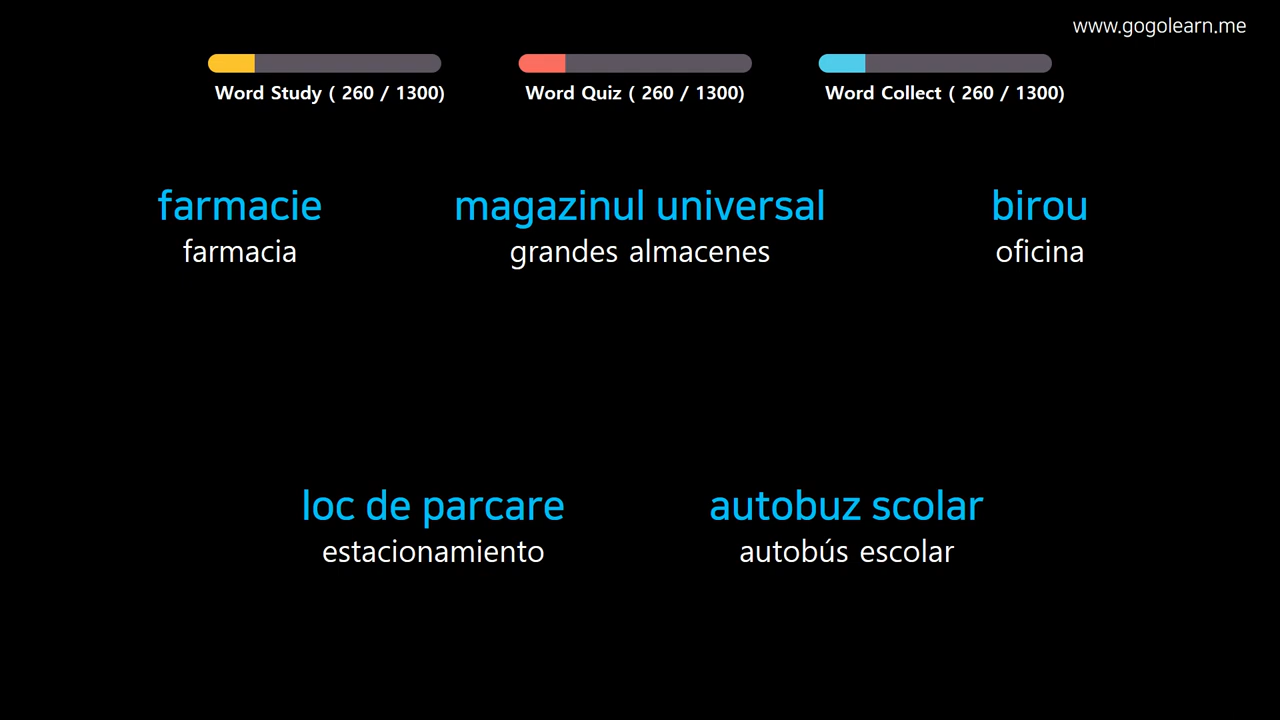 www.gogolearn.me
Word Study ( 260 / 1300)
Word Quiz ( 260 / 1300)
Word Collect ( 260 / 1300)
farmacie
farmacia
magazinul universal
grandes almacenes
birou
oficina
loc de parcare
estacionamiento
autobuz scolar
autobús escolar